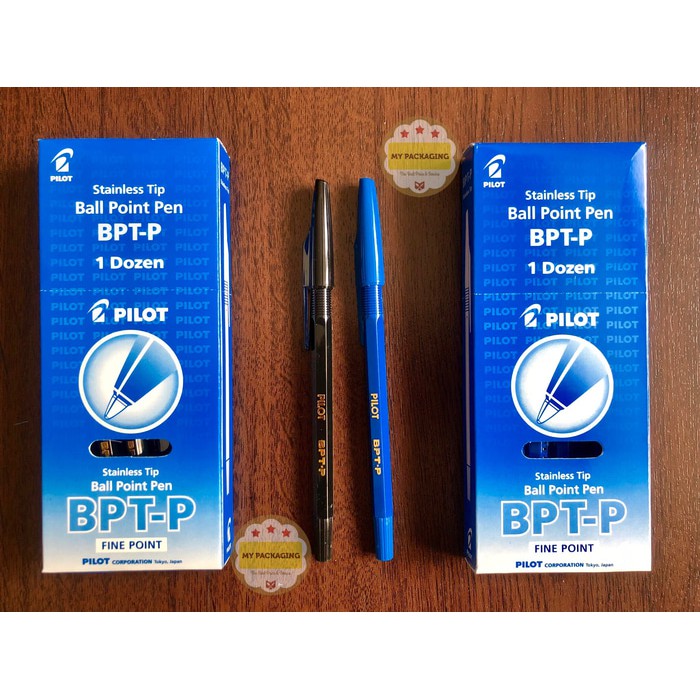 PILOT
Stainless Tip
Ball Point Pen
BPT-P
1 Dozen
PILOT
Stainless Tip
Ball Point Pen
BPT-P
FINE POINT
PILOT CORPORATION Tokyo, Japan
MY PACKAGING
MY PACKAGING
PILOT BPT-P
PILOT BPT-P
PILOT
Stainless Tip
Ball Point Pen
BPT-P
1 Dozen
PILOT
Stainless Tip
Ball Point Pen
BPT-P
FINE POINT
PILOT CORPORATION Tokyo, Japan